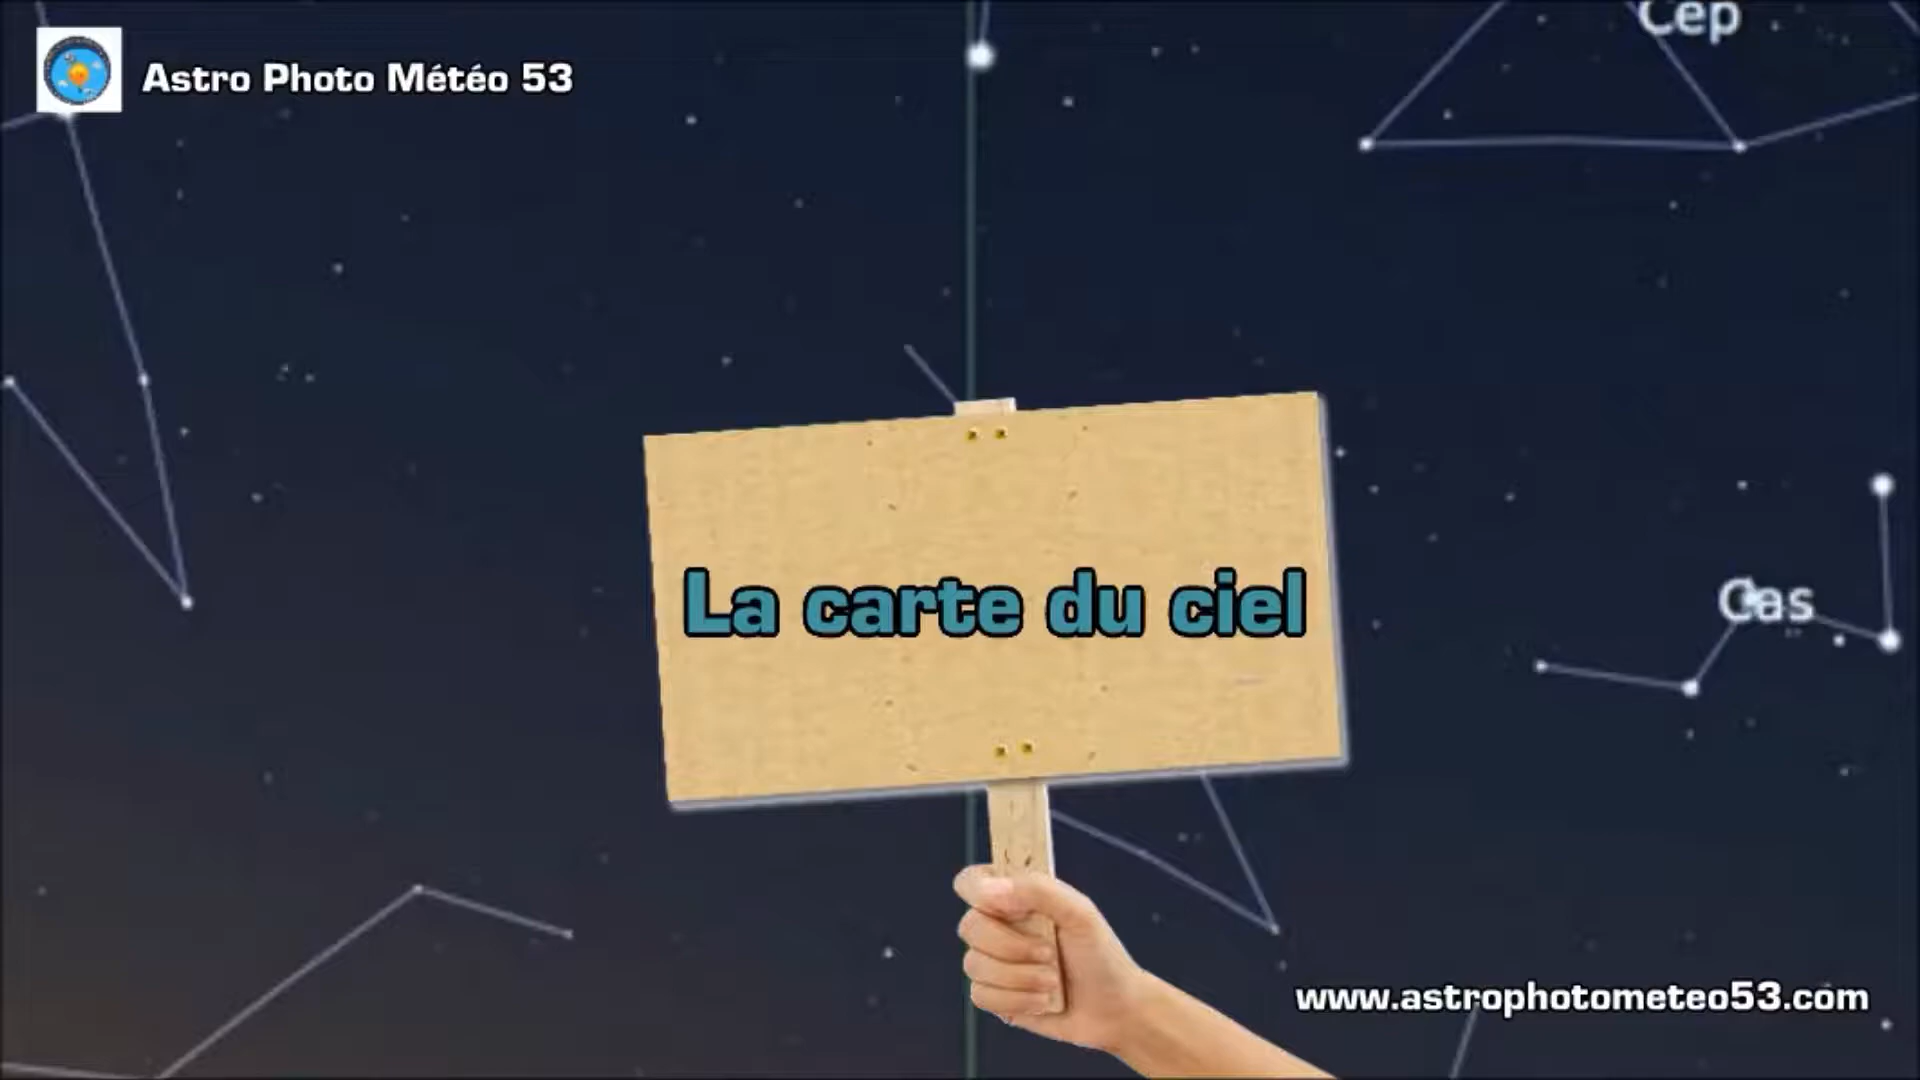 Cep
Astro Photo Météo 53
La carte du ciel
Cas
www.astrophotometeo53.com